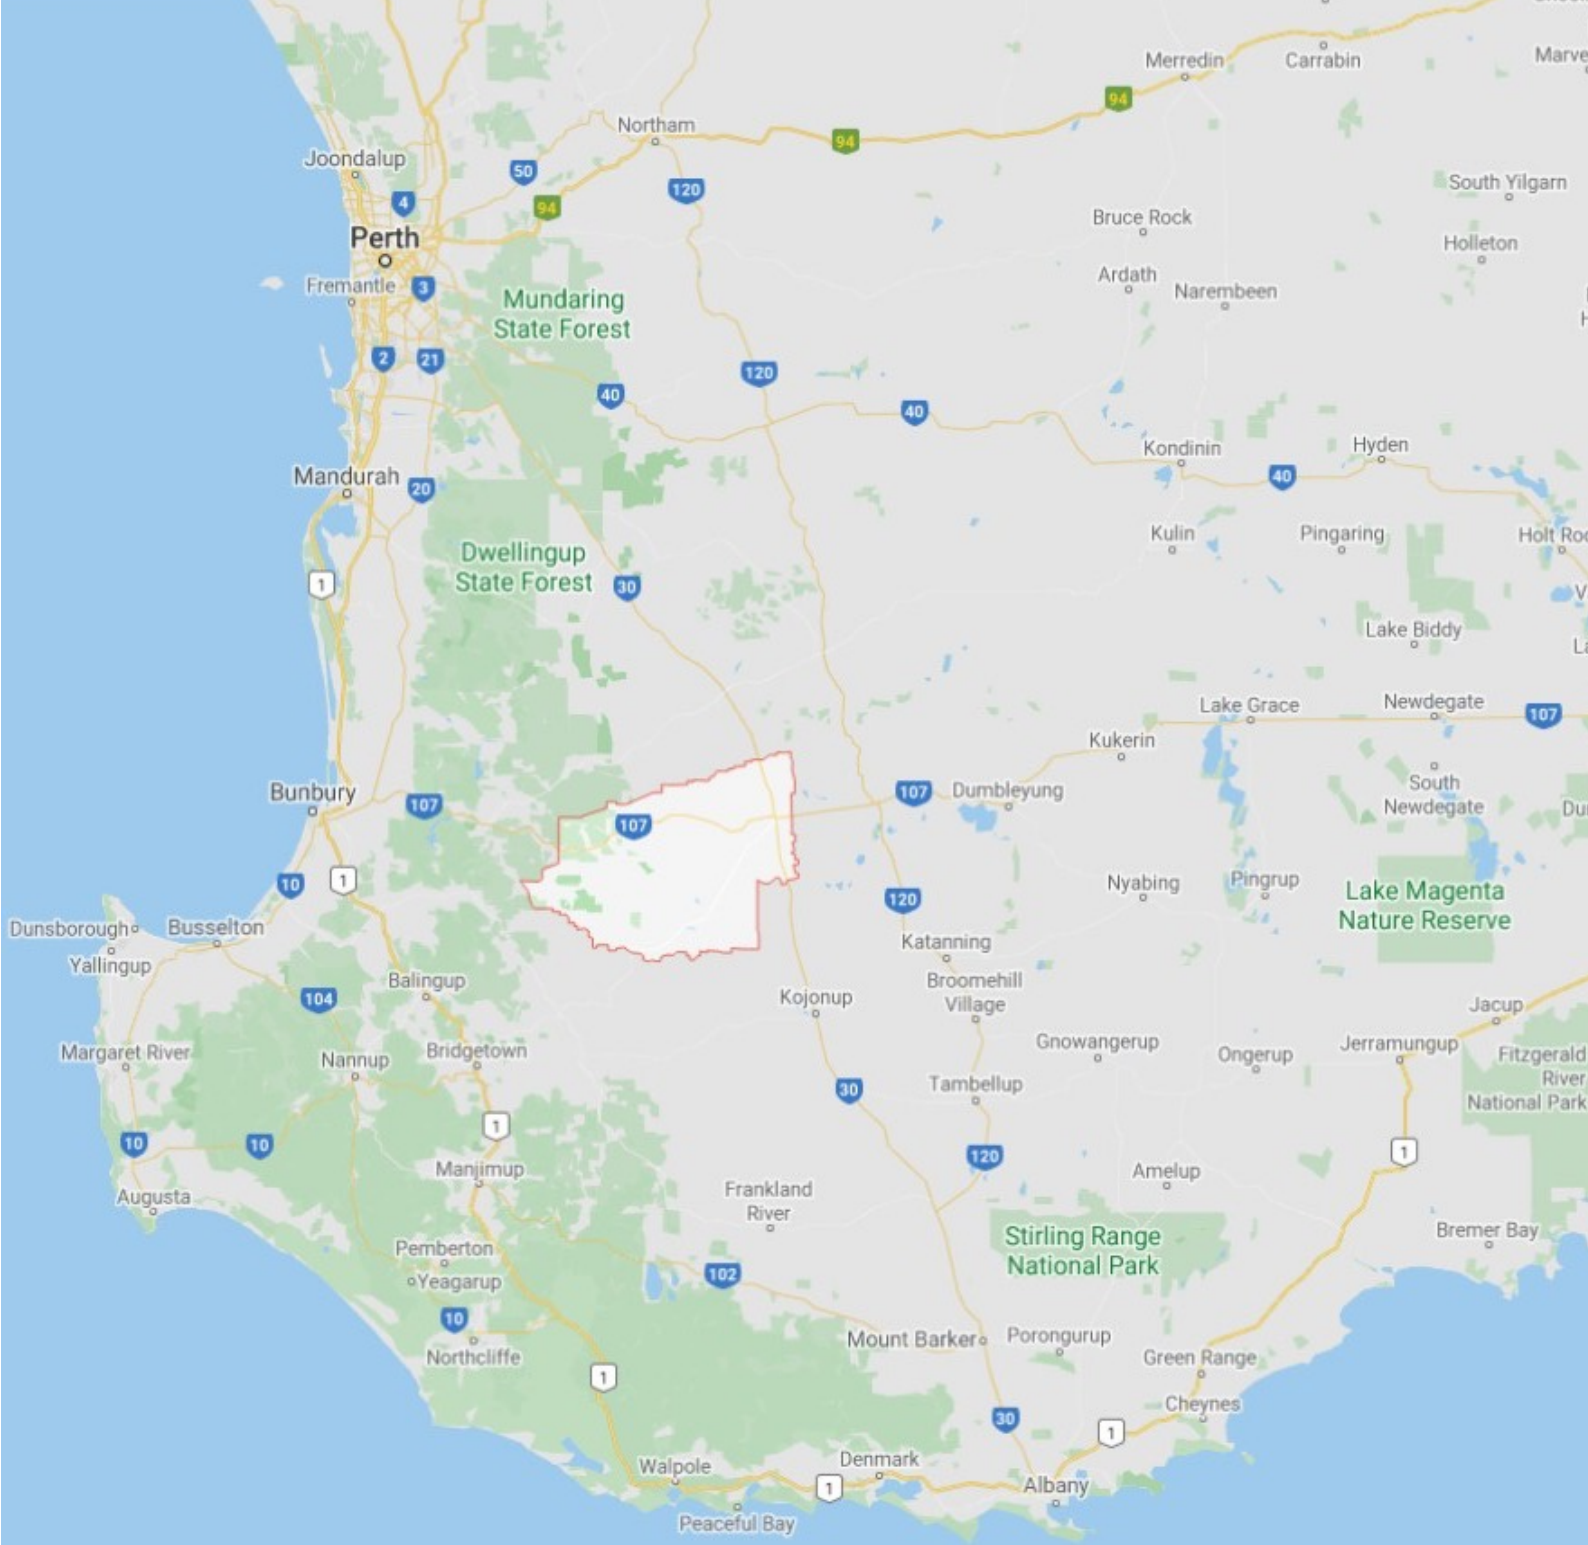 Merredin
Carrabin
Marve
94
Northam
94
Joondalup
50
120
4
94
South Yilgarn
Perth
Bruce Rock
Holleton
Fremantle
3
Mundaring
State Forest
Ardath
Narembeen
H
2
21
120
40
40
Mandurah
20
Kondinin
Hyden
40
Dwellingup
State Forest
Kulin
Pingaring
Holt Roc
1
30
V
Lake Biddy
La
Lake Grace
Newdegate
107
Kukerin
Bunbury
107
107
107
Dumbleyung
South
Newdegate
Du
10
1
120
Nyabing
Pingrup
Lake Magenta
Nature Reserve
Dunsborough
Busselton
Yallingup
Katanning
Balingup
Broomehill
Village
104
Kojonup
Jacup
Margaret River
Nannup
Bridgetown
Gnowangerup
Ongerup
Jerramungup
Fitzgerald
River
National Park
30
Tambellup
10
10
1
120
1
Manjimup
Amelup
Augusta
Frankland
River
Bremer Bay
Pemberton
Yeagarup
Stirling Range
National Park
102
10
Northcliffe
Mount Barker
Porongurup
Green Range
1
Cheynes
30
1
Walpole
Denmark
1
Albany
Peaceful Bay